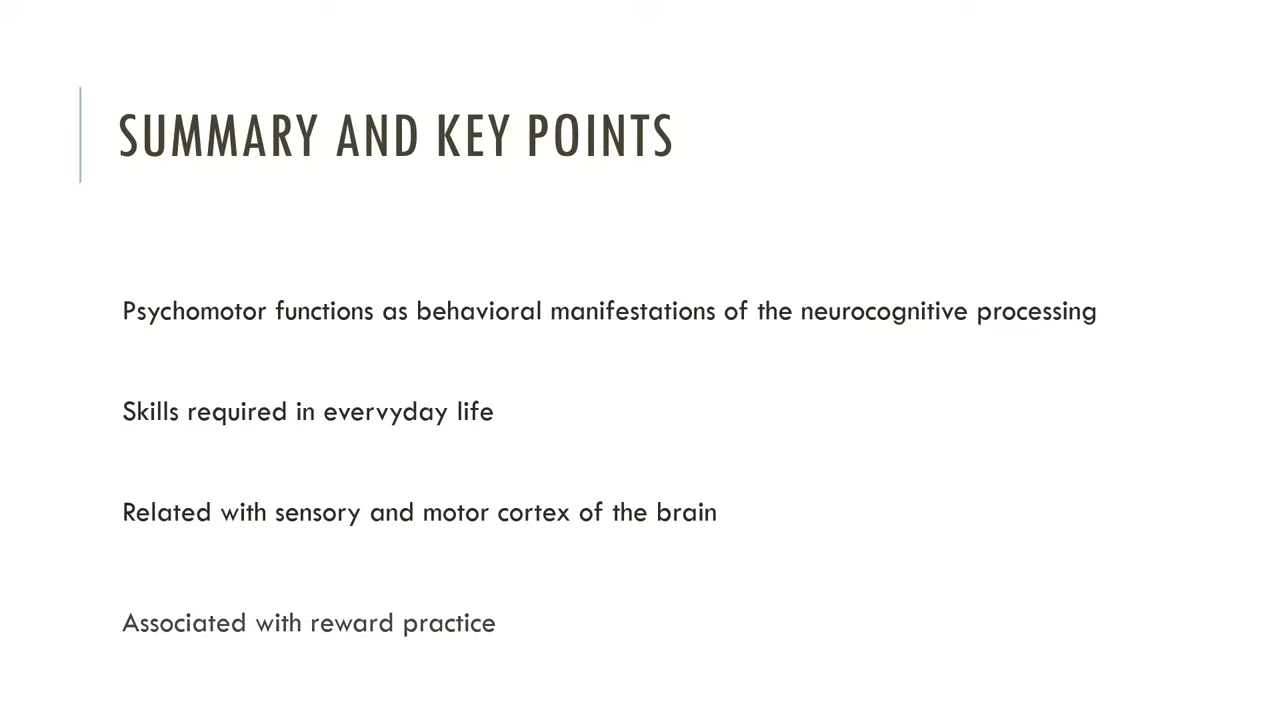 SUMMARY AND KEY POINTS
Psychomotor functions as behavioral manifestations of the neurocognitive processing
Skills required in evervyday life
Related with sensory and motor cortex of the brain
Associated with reward practice